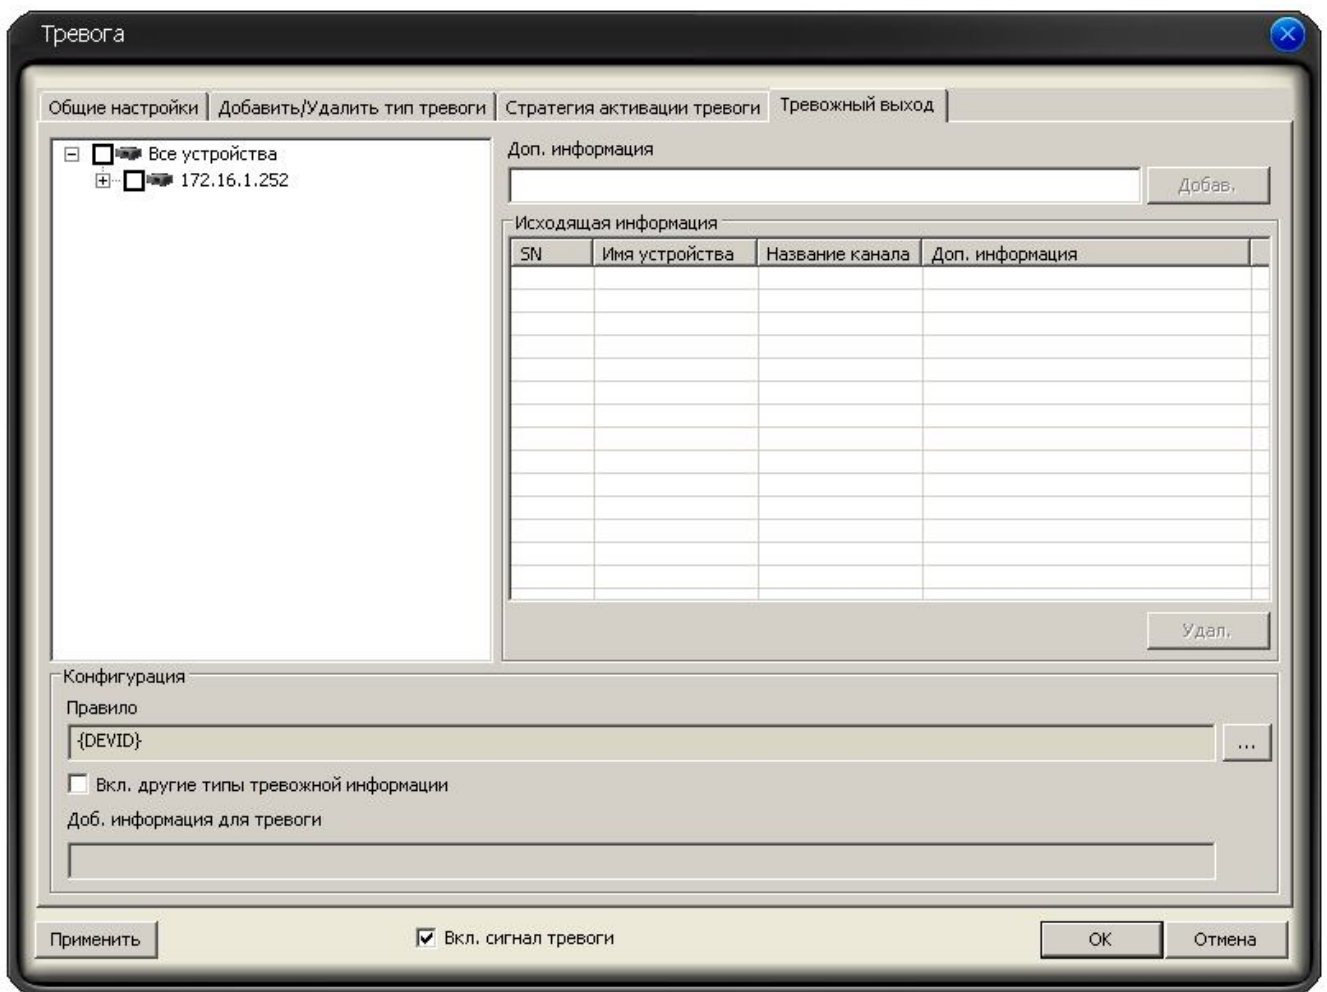 Тревога
Общие настройки
Добавить/Удалить тип тревоги
Стратегия активации тревоги
Тревожный выход
Все устройства
172.16.1.252
Доп. информация
Добав.
Исходящая информация
SN
Имя устройства
Название канала
Доп. информация
Удал.
Конфигурация
Правило
{DEVID}
...
Вкл. другие типы тревожной информации
Доб. информация для тревоги
Применить
Вкл. сигнал тревоги
OK
Отмена